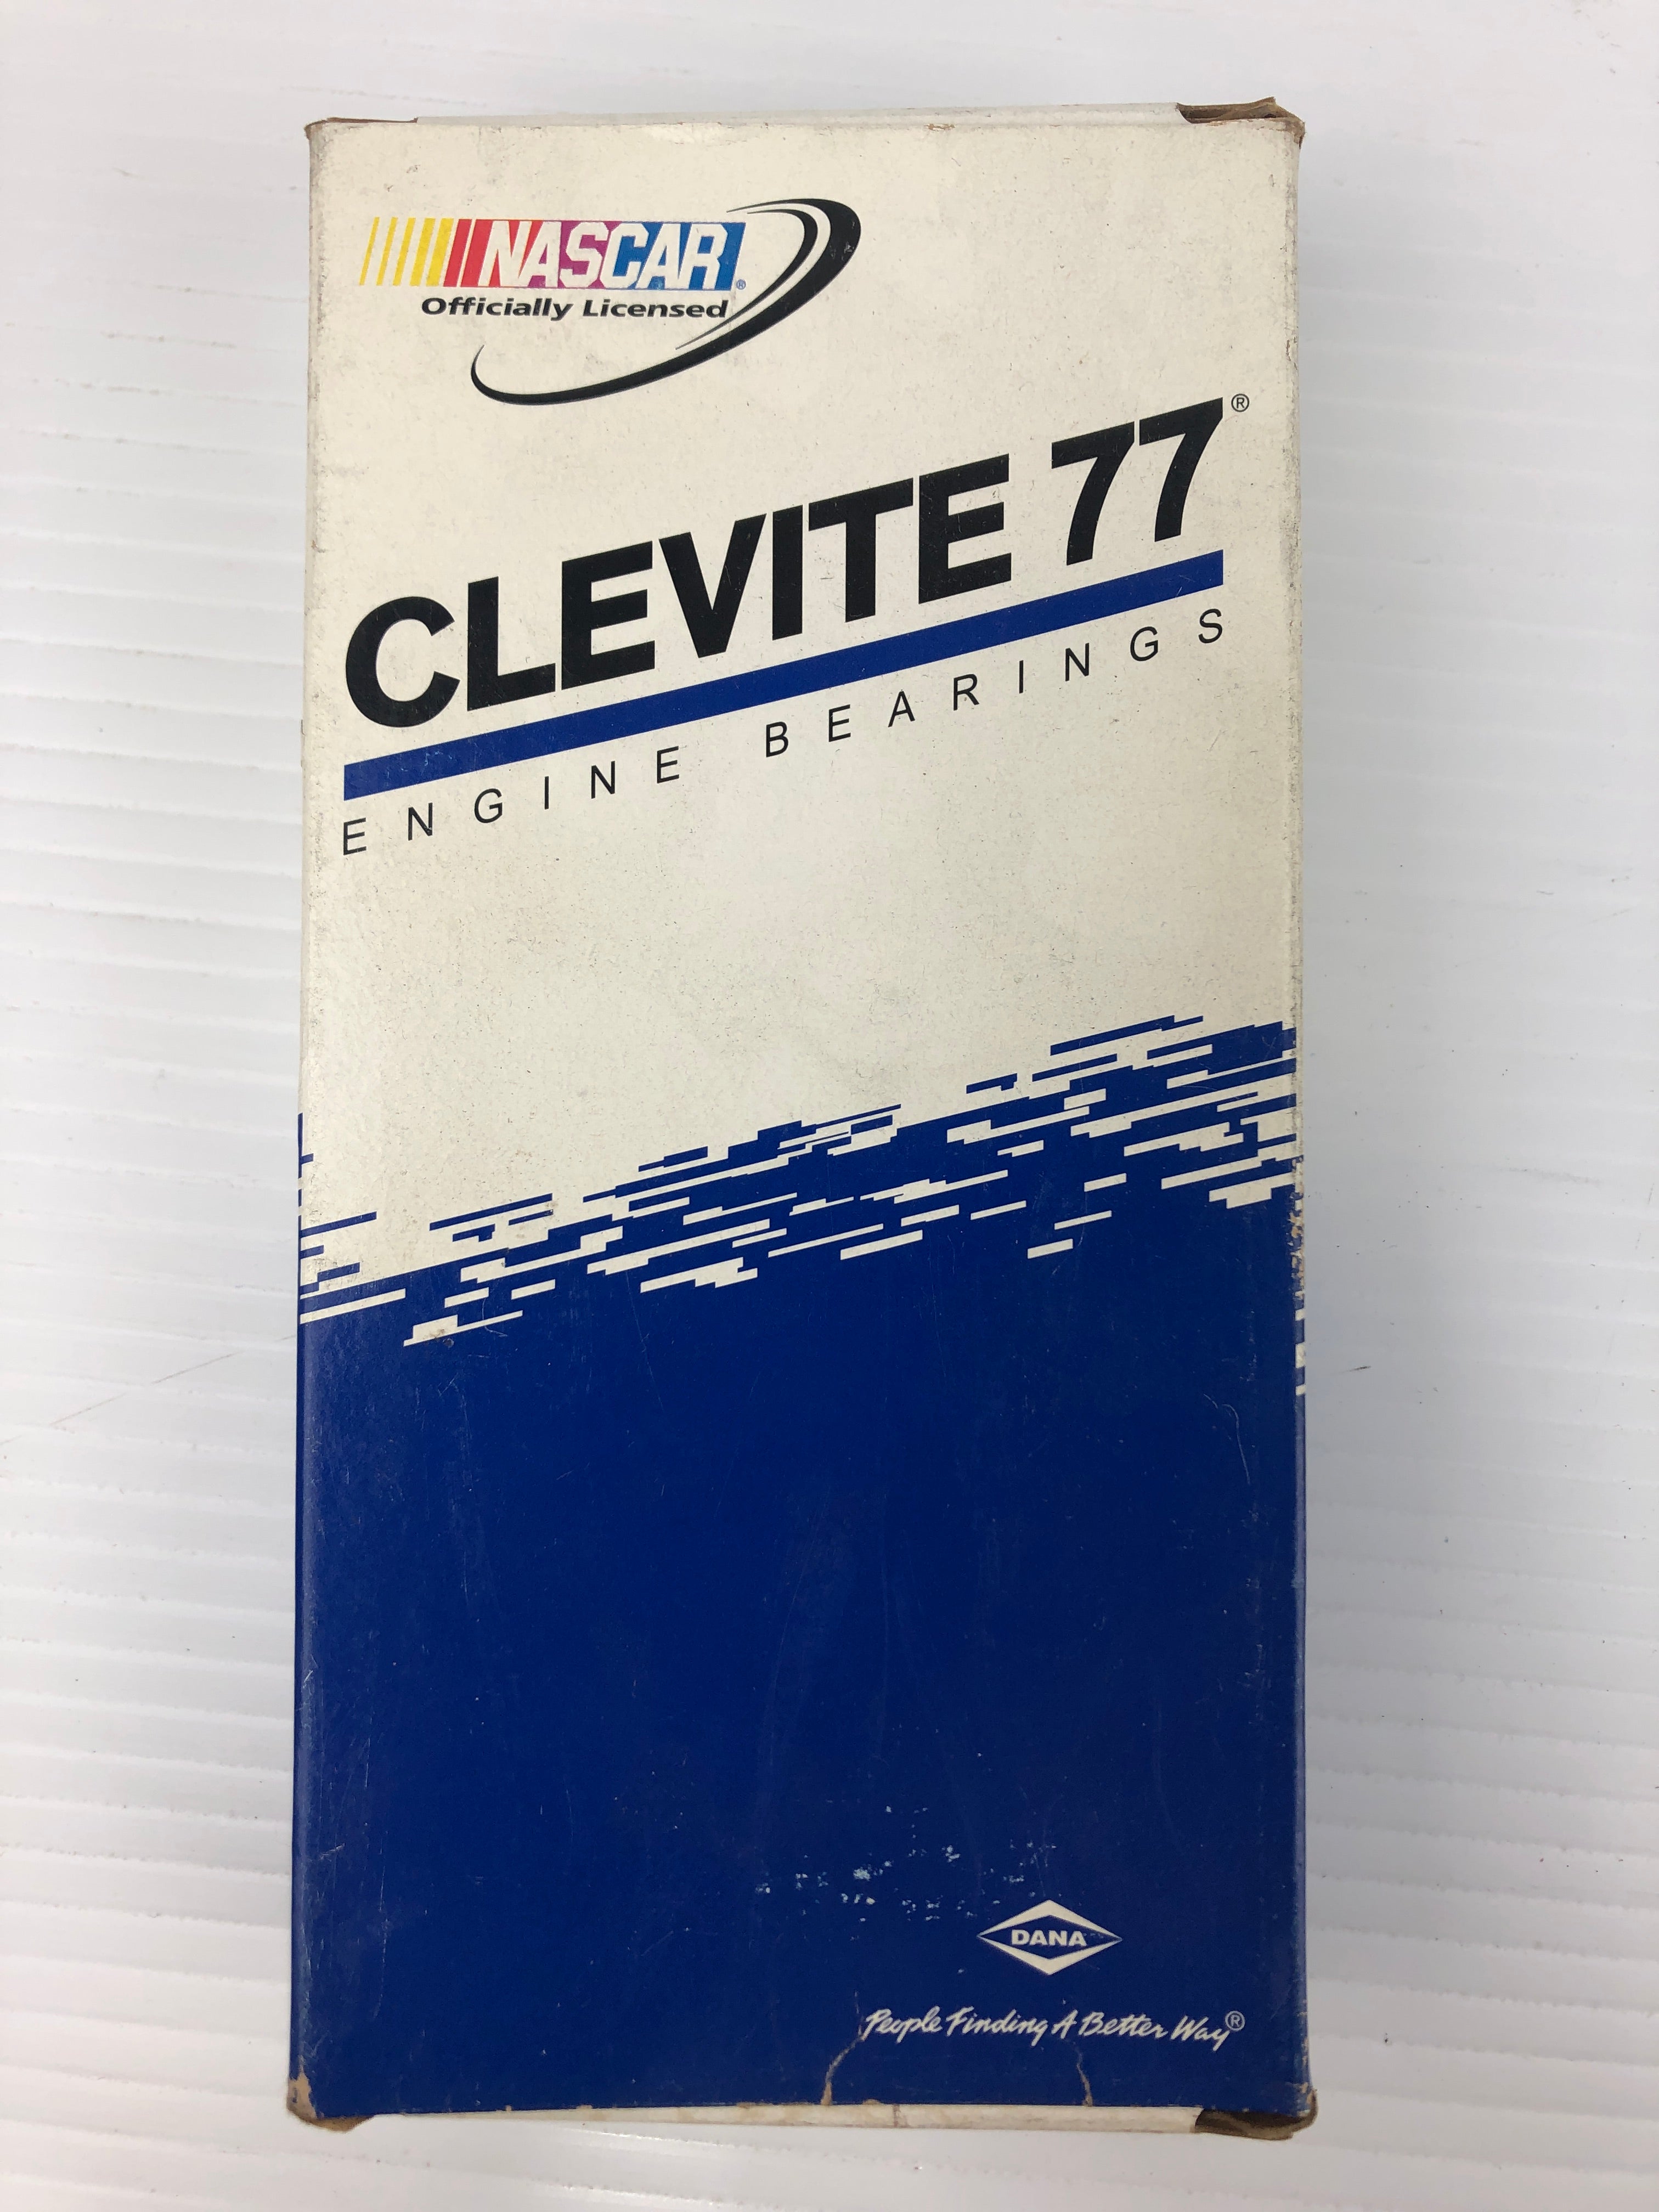 NASCAR®
Officially Licensed
CLEVITE 77®
ENGINE BEARINGS
DANA
People Finding A Better Way®